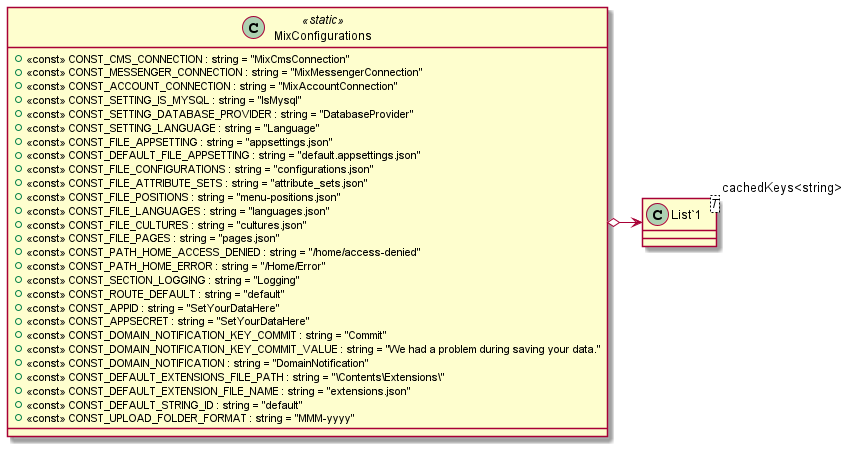 C
«static»
MixConfigurations
«const» CONST_CMS_CONNECTION : string = "MixCmsConnection"
«const» CONST_MESSENGER_CONNECTION : string = "MixMessengerConnection"
«const» CONST_ACCOUNT_CONNECTION : string = "MixAccountConnection"
«const» CONST_SETTING_IS_MYSQL : string = "IsMysql"
«const» CONST_SETTING_DATABASE_PROVIDER : string = "DatabaseProvider"
«const» CONST_SETTING_LANGUAGE : string = "Language"
«const» CONST_FILE_APPSETTING : string = "appsettings.json"
«const» CONST_DEFAULT_FILE_APPSETTING : string = "default.appsettings.json"
«const» CONST_FILE_CONFIGURATIONS : string = "configurations.json"
«const» CONST_FILE_ATTRIBUTE_SETS : string = "attribute_sets.json"
«const» CONST_FILE_POSITIONS : string = "menu-positions.json"
«const» CONST_FILE_LANGUAGES : string = "languages.json"
«const» CONST_FILE_CULTURES : string = "cultures.json"
«const» CONST_FILE_PAGES : string = "pages.json"
«const» CONST_PATH_HOME_ACCESS_DENIED : string = "/home/access-denied"
«const» CONST_PATH_HOME_ERROR : string = "/Home/Error"
«const» CONST_SECTION_LOGGING : string = "Logging"
«const» CONST_ROUTE_DEFAULT : string = "default"
«const» CONST_APPID : string = "SetYourDataHere"
«const» CONST_APPSECRET : string = "SetYourDataHere"
«const» CONST_DOMAIN_NOTIFICATION_KEY_COMMIT : string = "Commit"
«const» CONST_DOMAIN_NOTIFICATION_KEY_COMMIT_VALUE : string = "We had a problem during saving your data."
«const» CONST_DOMAIN_NOTIFICATION : string = "DomainNotification"
«const» CONST_DEFAULT_EXTENSIONS_FILE_PATH : string = "\Contents\Extensions\"
«const» CONST_DEFAULT_EXTENSION_FILE_NAME : string = "extensions.json"
«const» CONST_DEFAULT_STRING_ID : string = "default"
«const» CONST_UPLOAD_FOLDER_FORMAT : string = "MMM-yyyy"
cachedKeys<string>
T
C
List`1